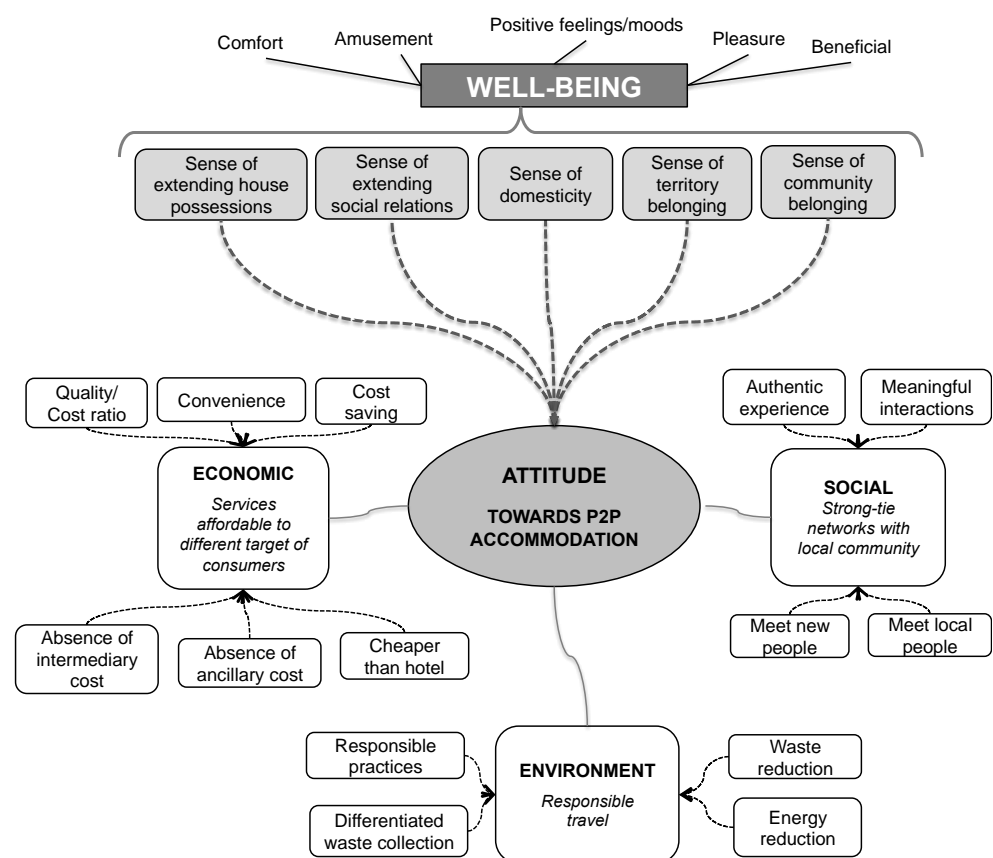 Positive feelings/moods
Amusement
Pleasure
Comfort
Beneficial
WELL-BEING
Sense of
extending house
possessions
Sense of
extending
social relations
Sense of
domesticity
Sense of
territory
belonging
Sense of
community
belonging
Quality/
Cost ratio
Convenience
Cost
saving
Authentic
experience
Meaningful
interactions
ECONOMIC
Services
affordable to
different target of
consumers
ATTITUDE
TOWARDS P2P
ACCOMMODATION
SOCIAL
Strong-tie
networks with
local community
Absence of
intermediary
cost
Absence of
ancillary cost
Cheaper
than hotel
Meet new
people
Meet local
people
Responsible
practices
Differentiated
waste collection
ENVIRONMENT
Responsible
travel
Waste
reduction
Energy
reduction